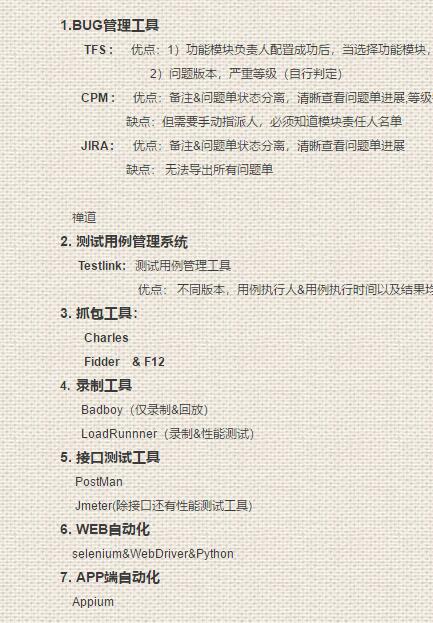 1.BUG管理工具
TFS： 优点：1）功能模块负责人配置成功后，当选择功能模块，
2）问题版本，严重等级（自行判定）
CPM： 优点：备注&问题单状态分离，清晰查看问题单进展,等级
缺点：但需要手动指派人，必须知道模块责任人名单
JIRA： 优点：备注&问题单状态分离，清晰查看问题单进展
缺点： 无法导出所有问题单
禅道
2. 测试用例管理系统
Testlink： 测试用例管理工具
优点： 不同版本，用例执行人&用例执行时间以及结果均
3. 抓包工具：
Charles
Fidder & F12
4. 录制工具
Badboy（仅录制&回放）
LoadRunnner（录制&性能测试）
5. 接口测试工具
PostMan
Jmeter(除接口还有性能测试工具)
6. WEB自动化
selenium&WebDriver&Python
7. APP端自动化
Appium